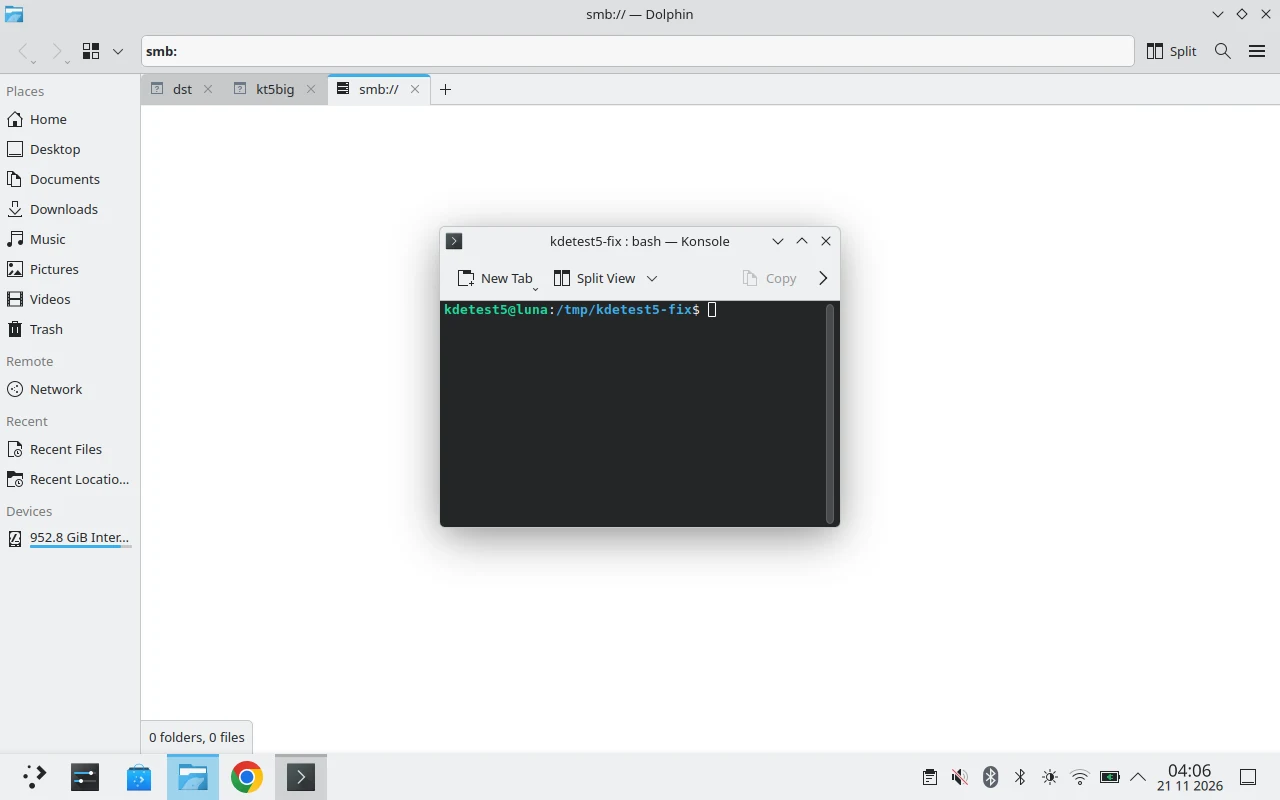 smb:// — Dolphin
smb:
Split
Places
Home
Desktop
Documents
Downloads
Music
Pictures
Videos
Trash
Remote
Network
Recent
Recent Files
Recent Locatio...
Devices
952.8 GiB Inter...
dst
kt5big
smb://
kdetest5-fix : bash — Konsole
New Tab
Split View
Copy
kdetest5@luna:/tmp/kdetest5-fix$
0 folders, 0 files
04:06
21 11 2026